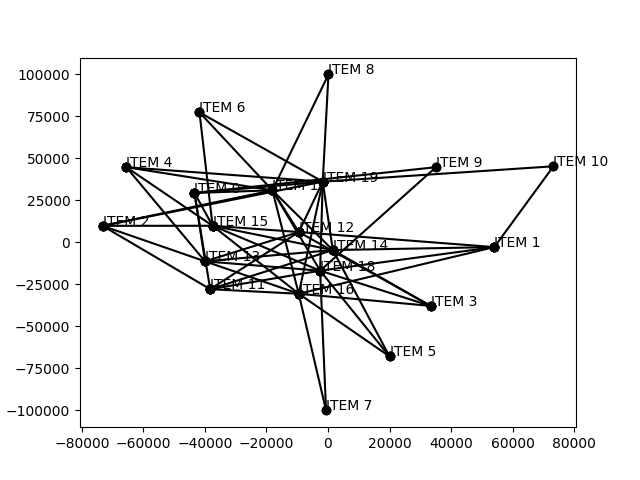 100000
75000
50000
25000
0
−25000
−50000
−75000
−100000
ITEM 8
ITEM 6
ITEM 4
ITEM 9
ITEM 10
ITEM 19
ITEM 2
ITEM 15
ITEM 12
ITEM 1
ITEM 14
ITEM 13
ITEM 18
ITEM 11
ITEM 16
ITEM 3
ITEM 5
ITEM 7
−80000 −60000 −40000 −20000 0 20000 40000 60000 80000